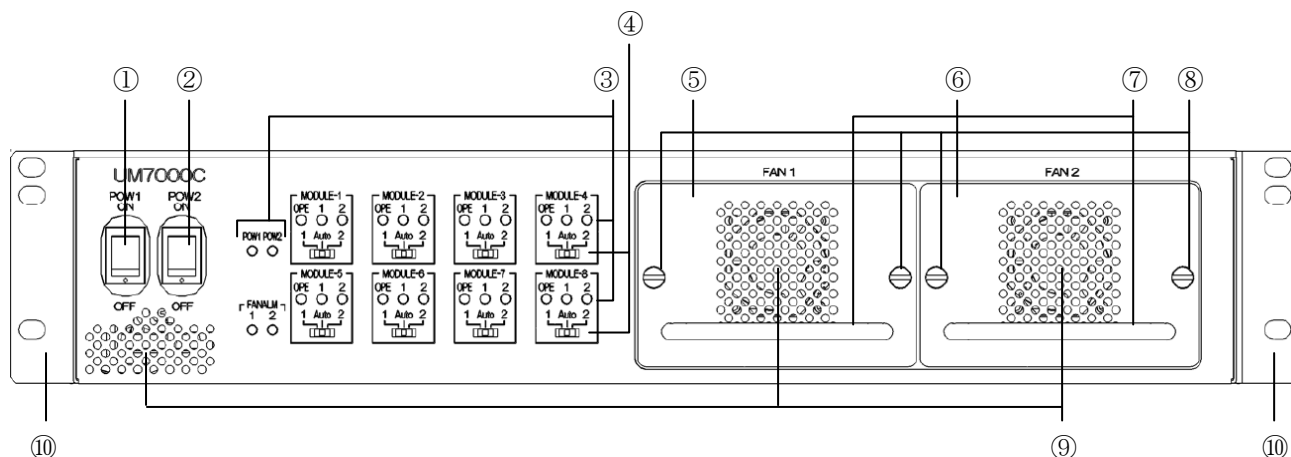 ④
① ② ③ ⑤ ⑥ ⑦ ⑧
UM7000C
POW1 POW2
ON ON
OFF OFF
POW1 POW2
FANALM
1 2
MODULE-1 MODULE-2 MODULE-3 MODULE-4
OPE 1 2 OPE 1 2 OPE 1 2 OPE 1 2
1 Auto 2 1 Auto 2 1 Auto 2 1 Auto 2
MODULE-5 MODULE-6 MODULE-7 MODULE-8
OPE 1 2 OPE 1 2 OPE 1 2 OPE 1 2
1 Auto 2 1 Auto 2 1 Auto 2 1 Auto 2
FAN 1 FAN 2
⑩ ⑨ ⑩